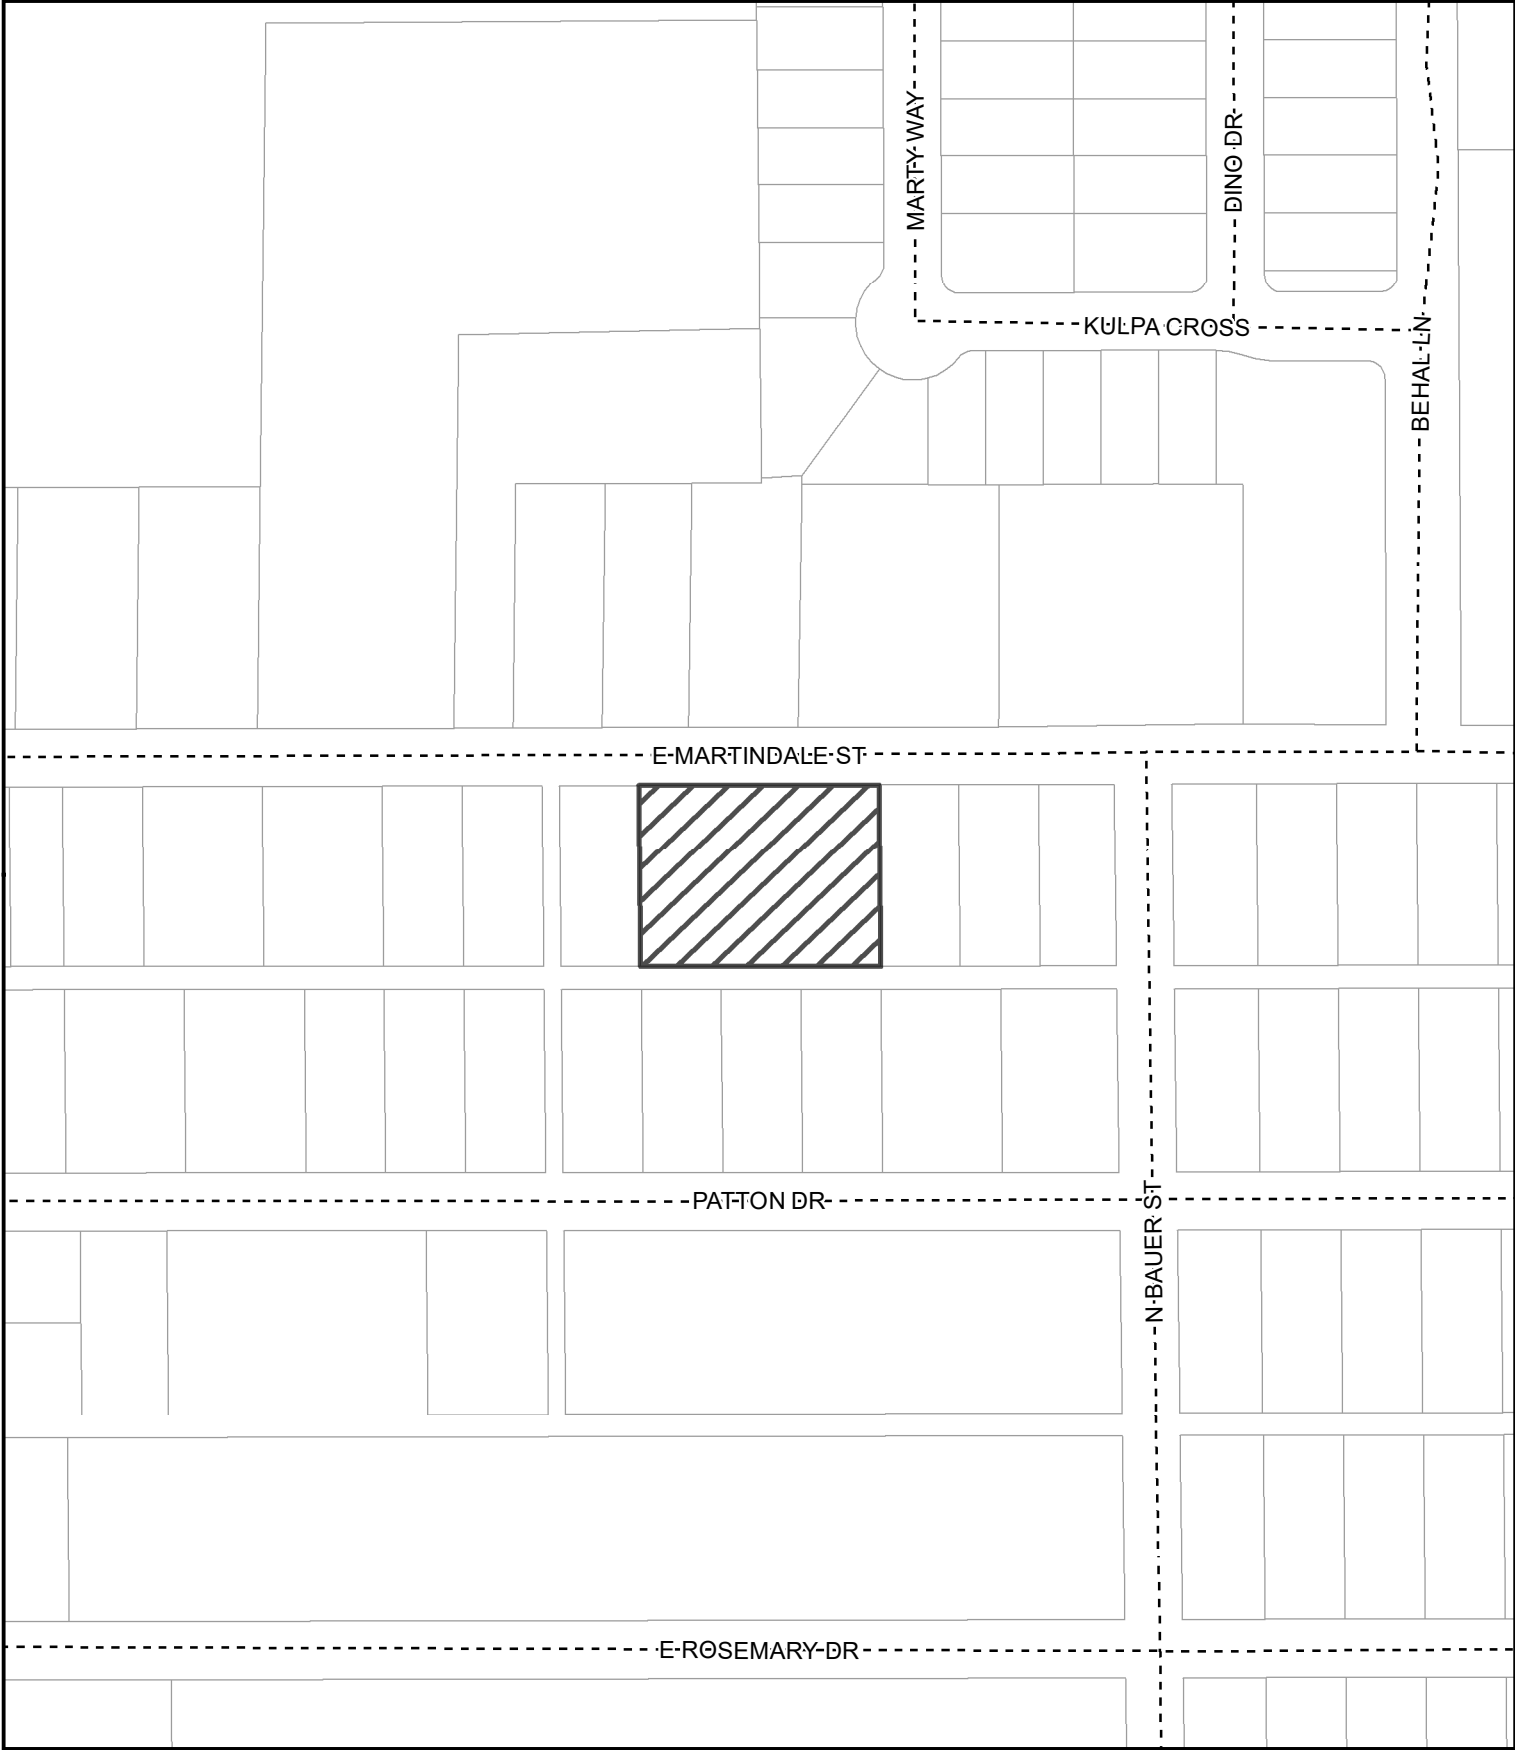 MARTY WAY
DINO DR
KULPA CROSS
BEHAL LN
E MARTINDALE ST
PATTON DR
N BAUER ST
E ROSEMARY DR